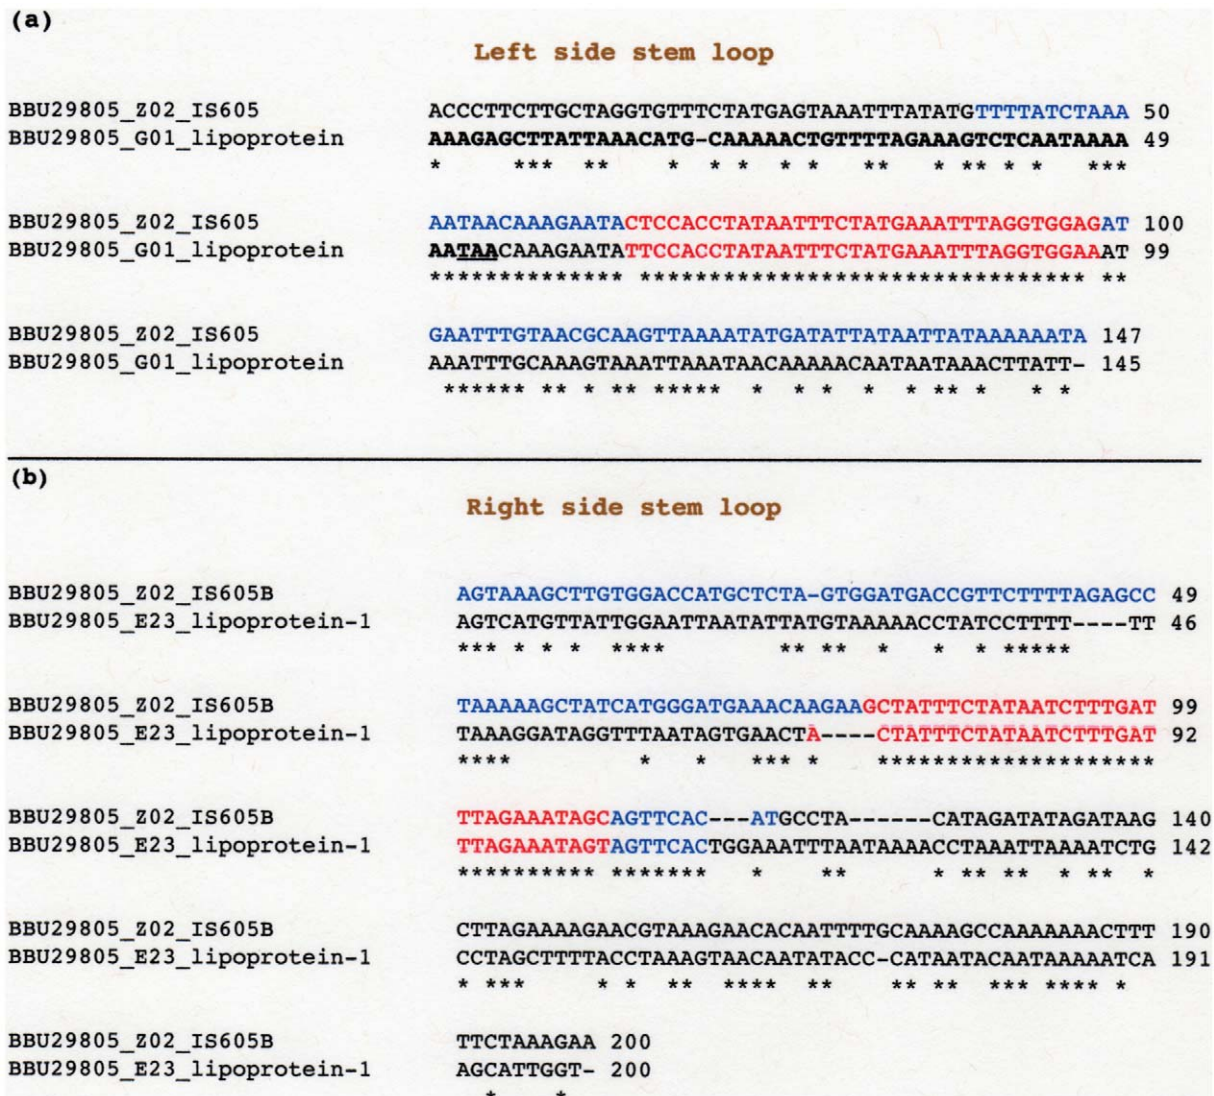 (a)
Left side stem loop
BBU29805_Z02_IS605 ACCCTTCTTGCTAGGTGTTTCTATGAGTAAATTTATATGTTTTATCTAAA 50
BBU29805_G01_lipoprotein AAAGAGCTTATTAAACATG-CAAAAACTGTTTTAGAAAGTCTCAATAAAA 49
* *** ** * * * * * ** * ** * * ***
BBU29805_Z02_IS605 AATAACAAAGAATACTCCACCTATAATTTCTATGAAATTTAGGTGGAGAT 100
BBU29805_G01_lipoprotein AATAACAAAGAATATTCCACCTATAATTTCTATGAAATTTAGGTGGAAAT 99
************** ******************************** **
BBU29805_Z02_IS605 GAATTTGTAACGCAAGTTAAAATATGATATTATAATTATAAAAAATA 147
BBU29805_G01_lipoprotein AAATTTGCAAAGTAAATTAAATAACAAAAACAATAATAAACTTATT- 145
****** ** * ** ***** * * * * ** * * *
(b)
Right side stem loop
BBU29805_Z02_IS605B AGTAAAGCTTGTGGACCATGCTCTA-GTGGATGACCGTTCTTTTAGAGCC 49
BBU29805_E23_lipoprotein-1 AGTCATGTTATTGGAATTAATATTATGTAAAAACCTATCCTTTT----TT 46
*** * * * **** ** ** * * * *****
BBU29805_Z02_IS605B TAAAAAGCTATCATGGGATGAAACAAGAAGCTATTTCTATAATCTTTGAT 99
BBU29805_E23_lipoprotein-1 TAAAGGATAGGTTTAATAGTGAACTA----CTATTTCTATAATCTTTGAT 92
**** * * *** * ********************
BBU29805_Z02_IS605B TTAGAAATAGCAGTTCAC---ATGCCTA------CATAGATATAGATAAG 140
BBU29805_E23_lipoprotein-1 TTAGAAATAGTAGTTCACTGGAAATTTAATAAAACCTAAATTAAAATCTG 142
********** ******* * ** * ** ** * ** *
BBU29805_Z02_IS605B CTTAGAAAAGAACGTAAAGAACACAATTTTGCAAAAGCCAAAAAAACTTT 190
BBU29805_E23_lipoprotein-1 CCTAGCTTTTACCTAAAGTAACAATATACC-CATAATACAATAAAAATCA 191
* *** * * ** **** ** ** ** *** **** *
BBU29805_Z02_IS605B TTCTAAAGAA 200
BBU29805_E23_lipoprotein-1 AGCATTGGT- 200
* *